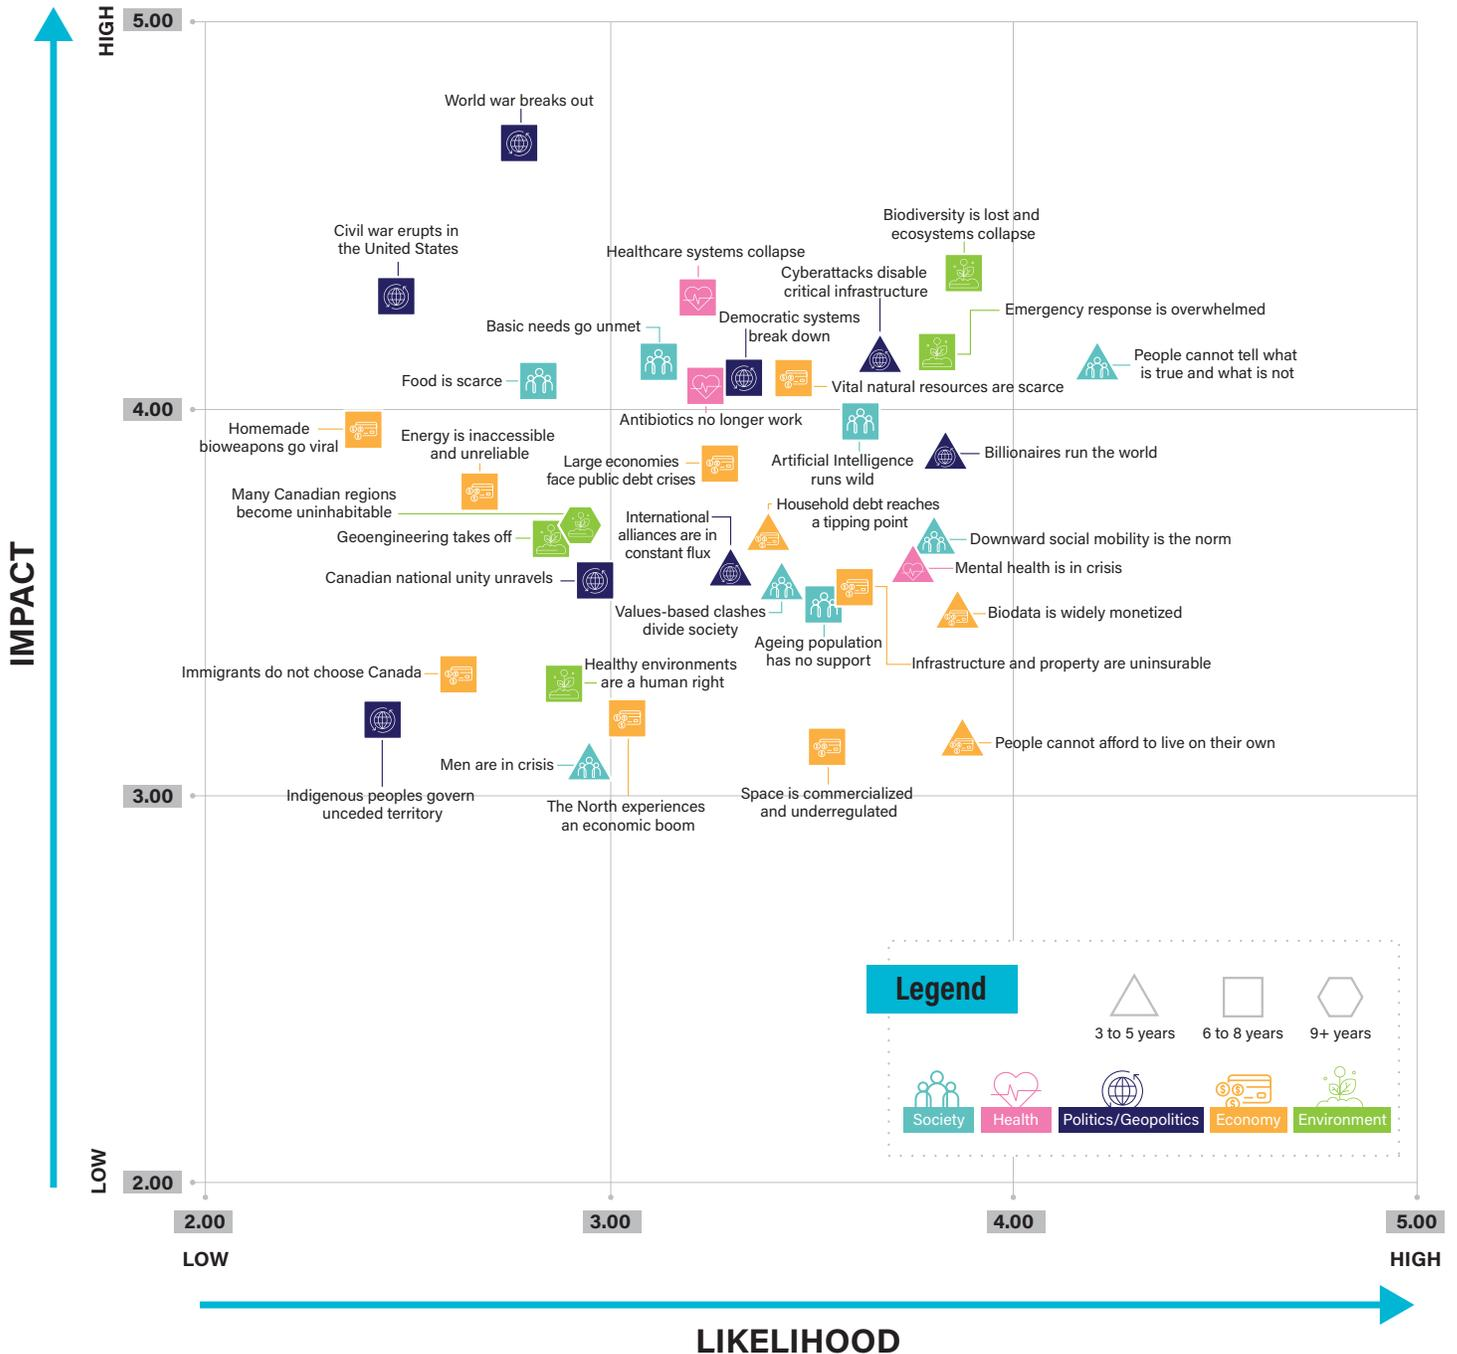 HIGH
5.00
World war breaks out
Civil war erupts in
the United States
Biodiversity is lost and
ecosystems collapse
Healthcare systems collapse
Cyberattacks disable
critical infrastructure
Emergency response is overwhelmed
Basic needs go unmet
Democratic systems
break down
People cannot tell what
is true and what is not
Food is scarce
Vital natural resources are scarce
4.00
Antibiotics no longer work
Homemade
bioweapons go viral
Energy is inaccessible
and unreliable
Large economies
face public debt crises
Artificial Intelligence
runs wild
Billionaires run the world
Many Canadian regions
become uninhabitable
Household debt reaches
a tipping point
International
alliances are in
constant flux
Geoengineering takes off
Downward social mobility is the norm
Mental health is in crisis
Canadian national unity unravels
Values-based clashes
divide society
Biodata is widely monetized
Ageing population
has no support
Infrastructure and property are uninsurable
Immigrants do not choose Canada
Healthy environments
are a human right
People cannot afford to live on their own
Men are in crisis
3.00
Indigenous peoples govern
unceded territory
The North experiences
an economic boom
Space is commercialized
and underregulated
IMPACT
Legend
3 to 5 years
6 to 8 years
9+ years
Society
Health
Politics/Geopolitics
Economy
Environment
LOW
2.00
2.00
3.00
4.00
5.00
LOW
HIGH
LIKELIHOOD